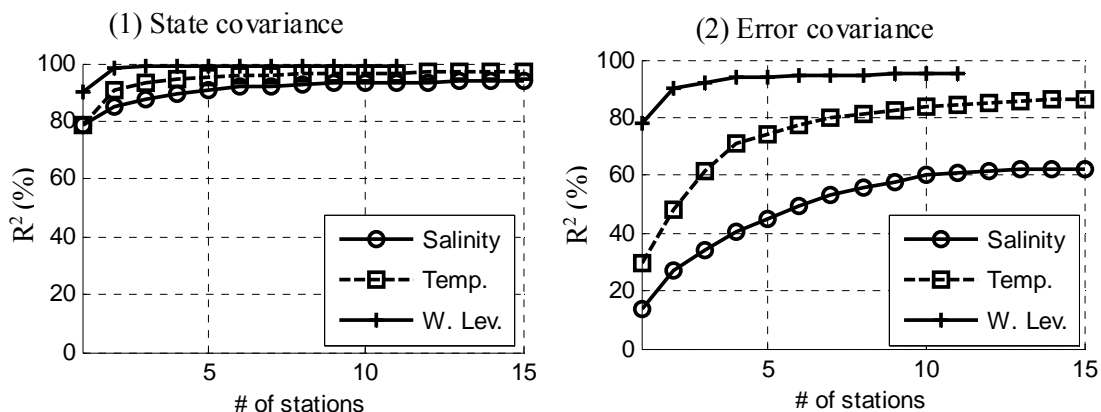 (1) State covariance
100
80
60
40
20
0
R² (%)
5
10
15
# of stations
Salinity
Temp.
W. Lev.
(2) Error covariance
100
80
60
40
20
0
R² (%)
5
10
15
# of stations
Salinity
Temp.
W. Lev.